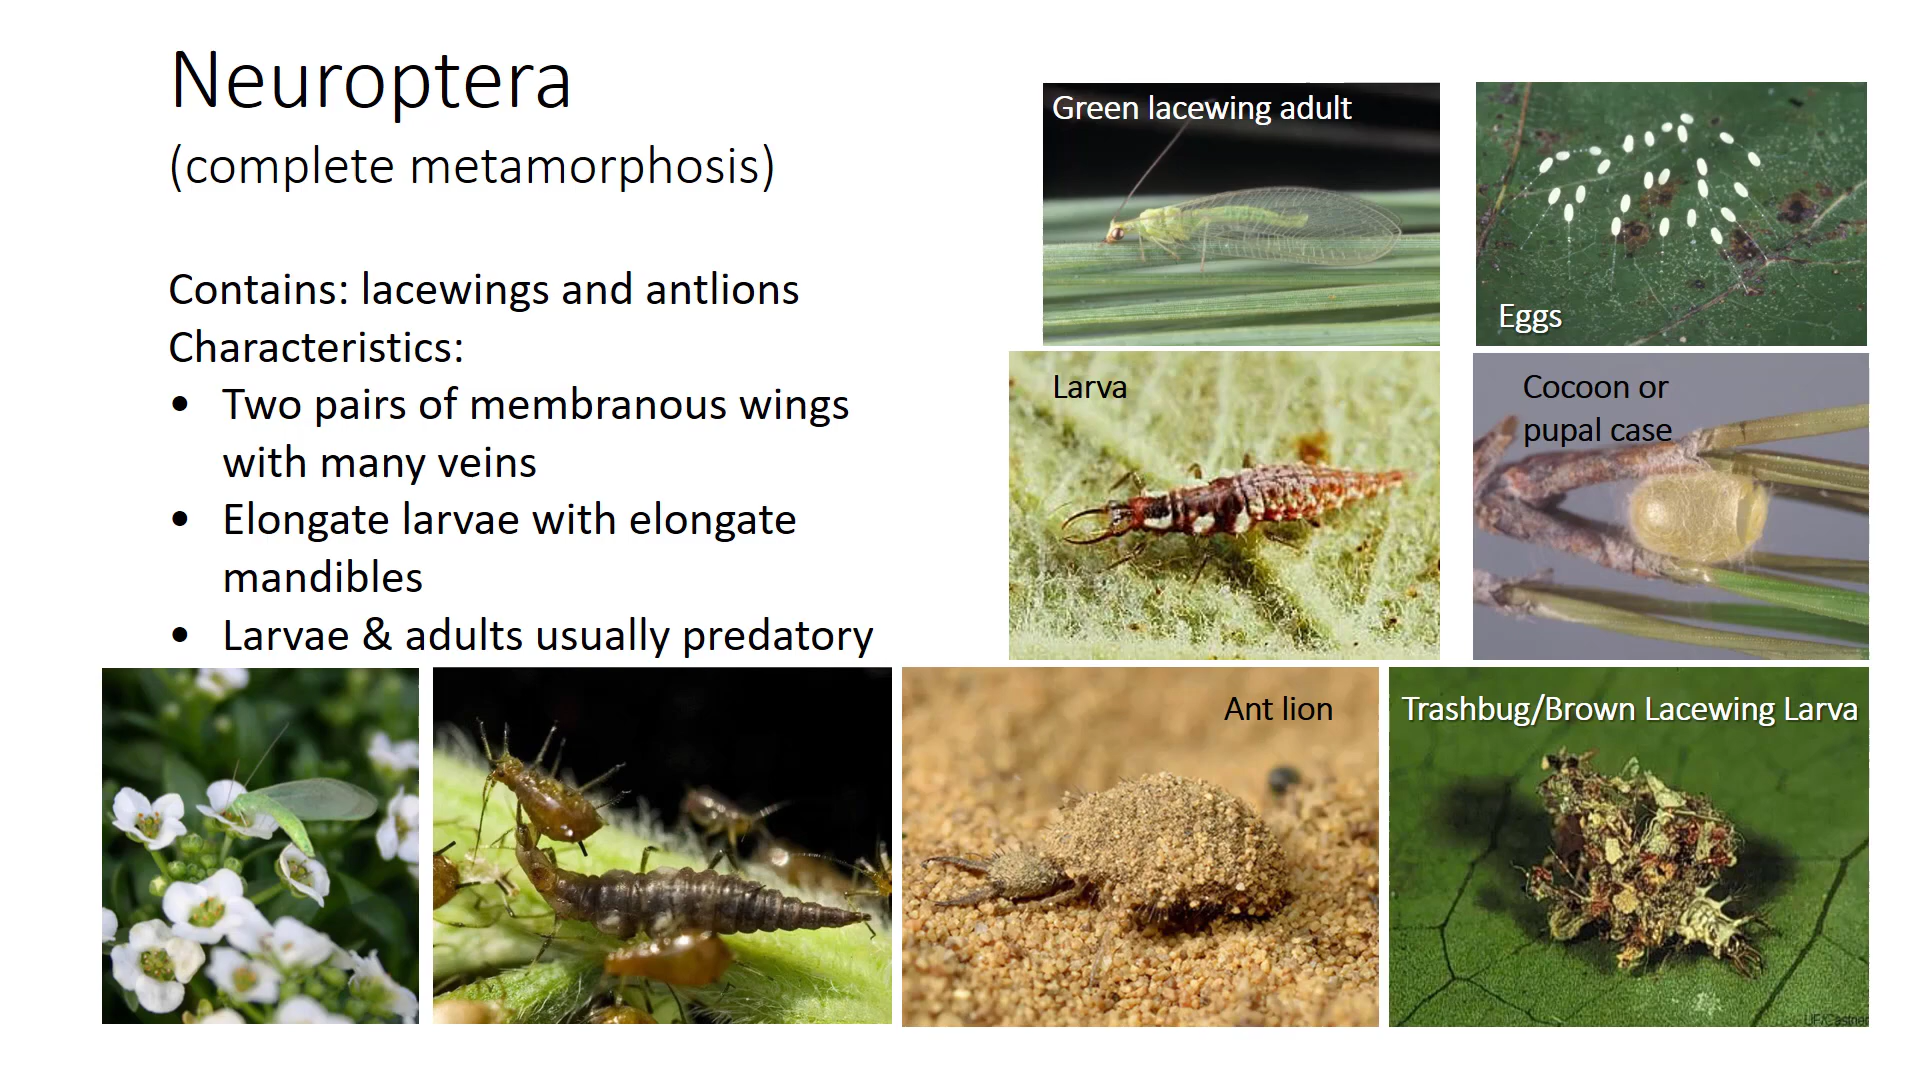 Neuroptera
(complete metamorphosis)
Contains: lacewings and antlions
Characteristics:
• Two pairs of membranous wings
with many veins
• Elongate larvae with elongate
mandibles
• Larvae & adults usually predatory
Green lacewing adult
Eggs
Larva
Cocoon or
pupal case
Ant lion
Trashbug/Brown Lacewing Larva
UF/Castner